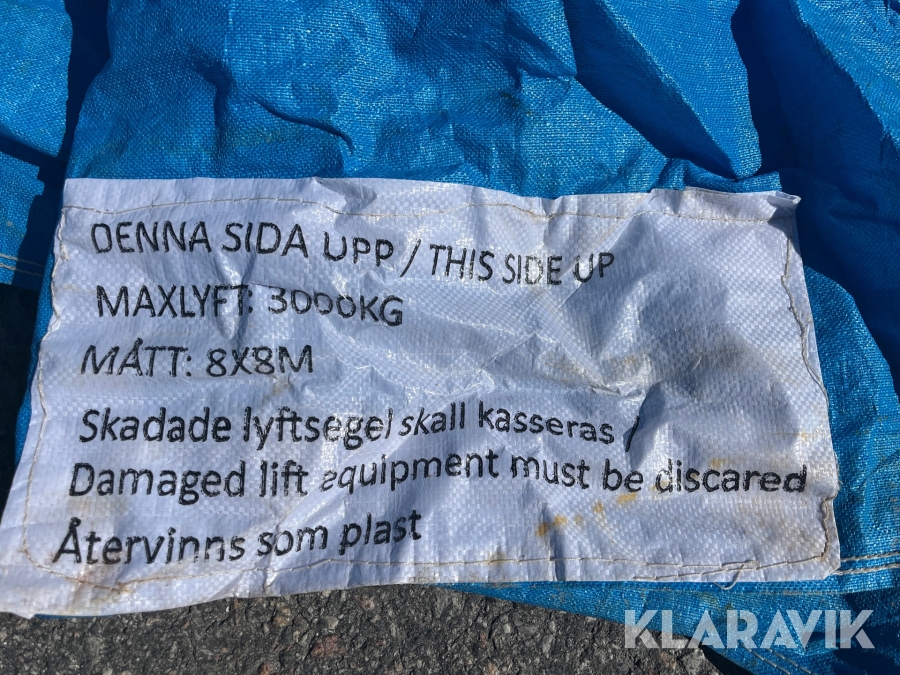 DENNA SIDA UPP / THIS SIDE UP
MAXLYFT: 3000KG
MÅTT: 8X8M
Skadade lyftsegel skall kasseras /
Damaged lift equipment must be discared
Återvinns som plast
KLARAVIK